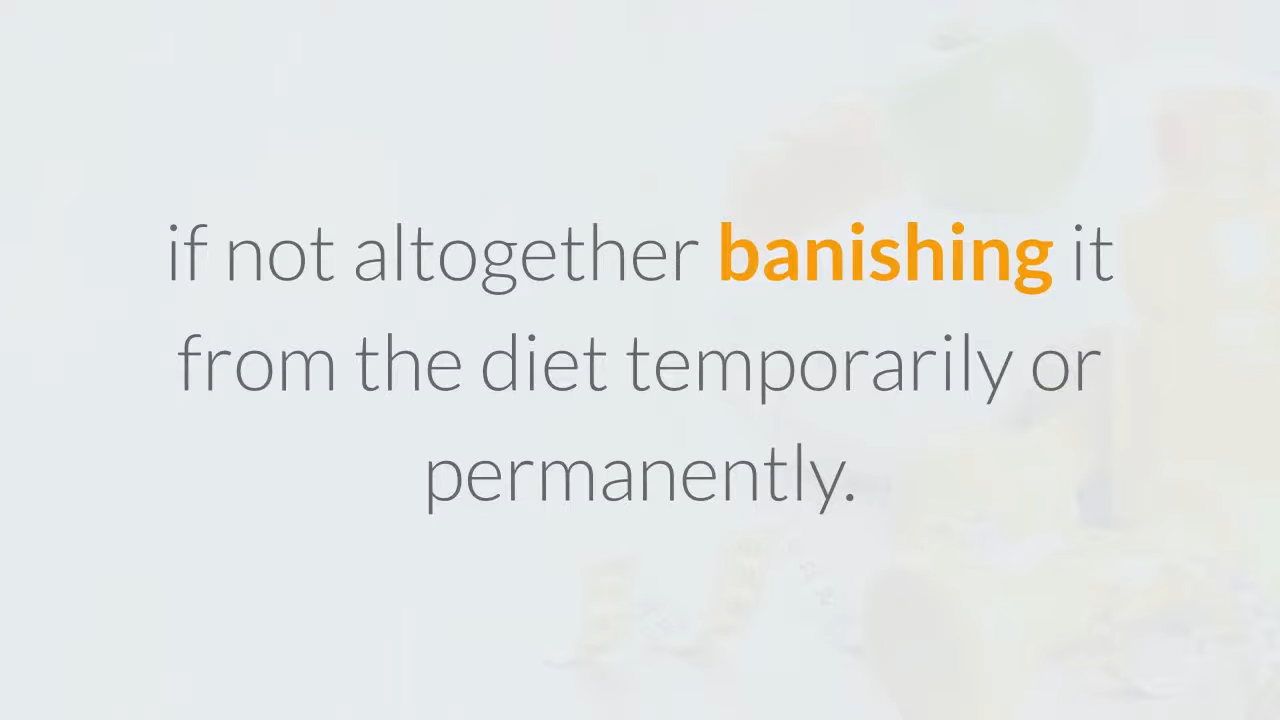 if not altogether banishing it
from the diet temporarily or
permanently.